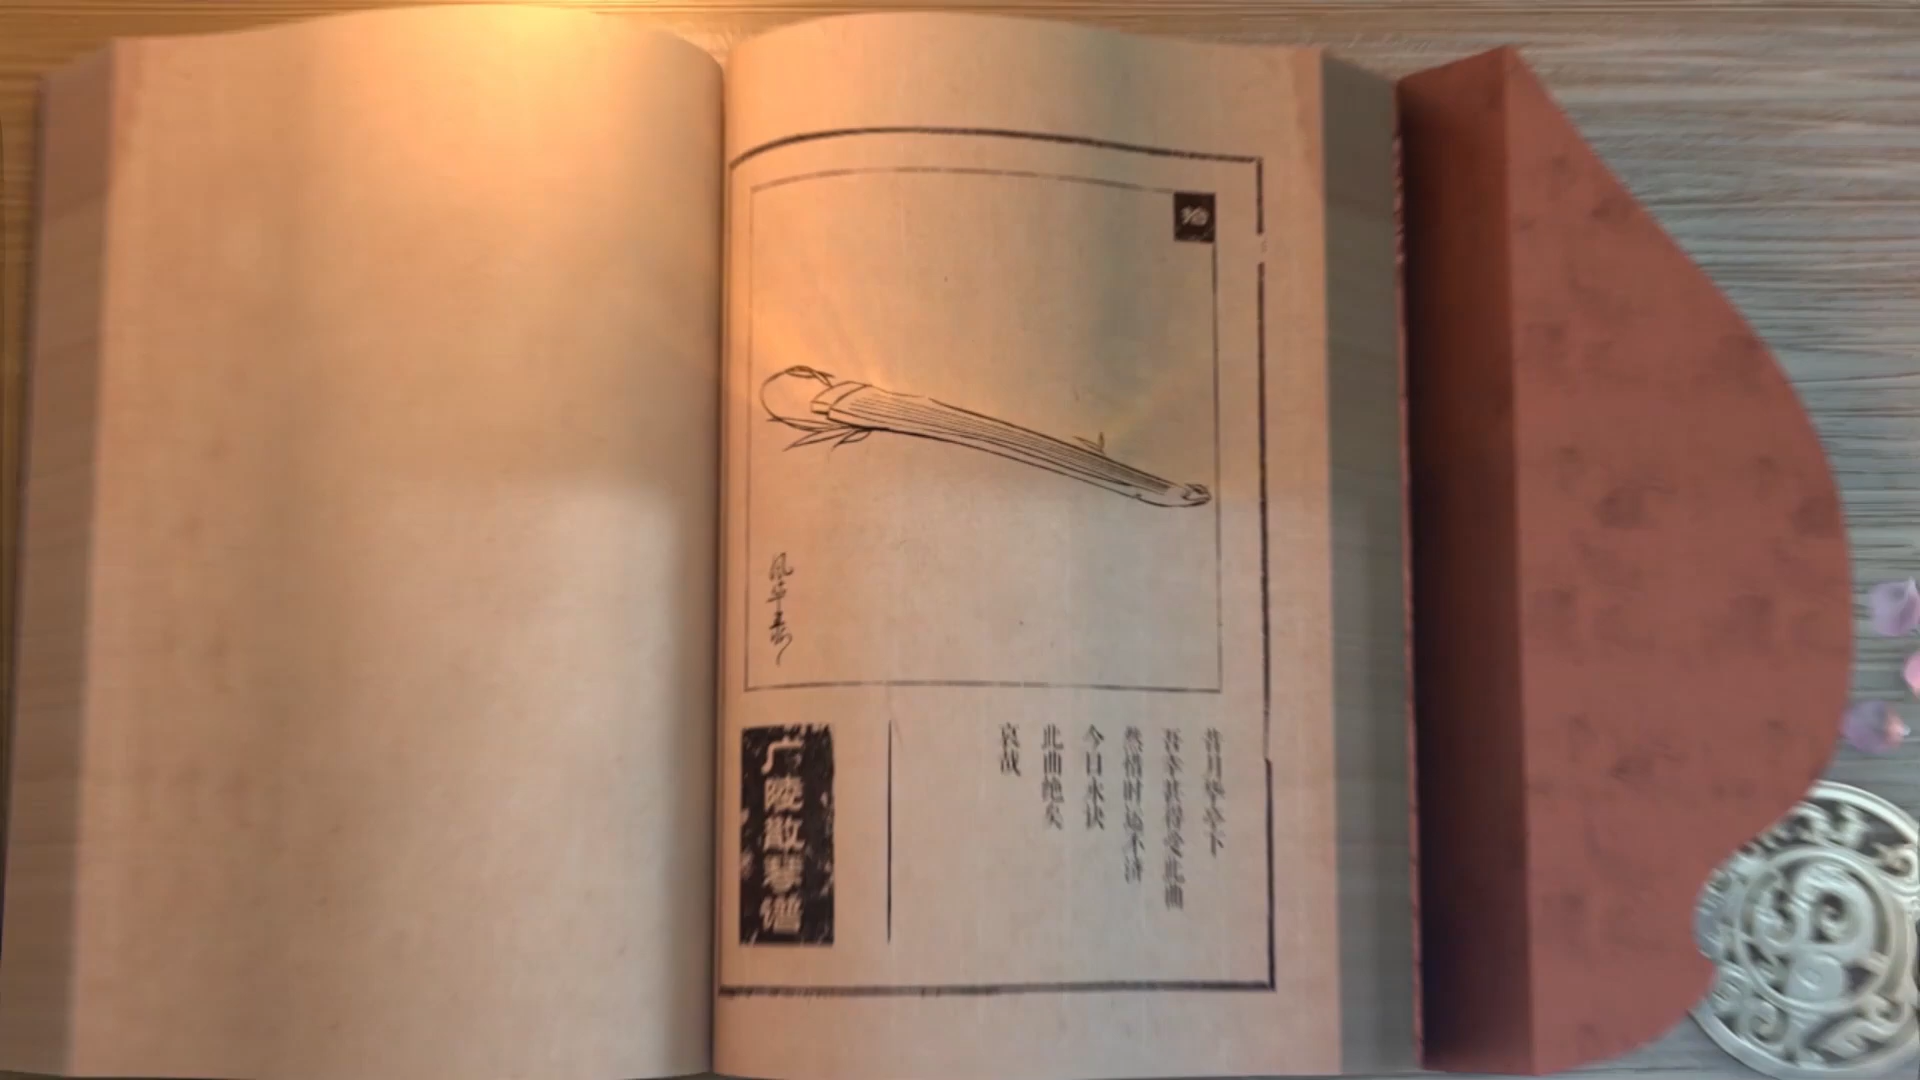 昔月华亭下
吾幸甚得受此曲
然惜时运不济
今日永诀
此曲绝矣
哀哉
广陵散琴谱